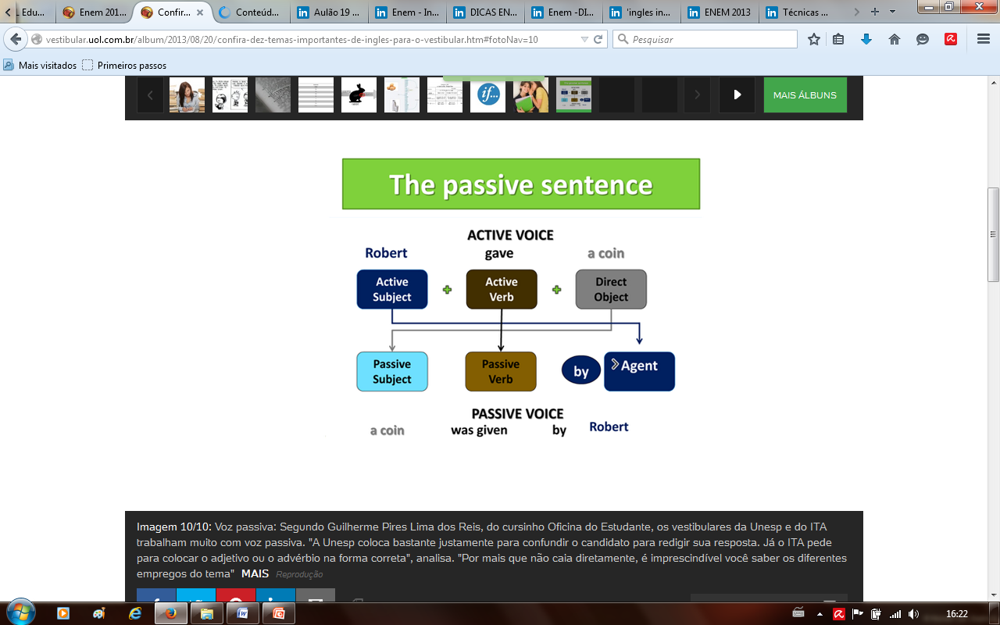 L Edu...
Enem 201...
Confir...
Conteúd...
Aulão 19 ...
Enem - In...
DICAS EN...
Enem -DI...
'ingles in...
ENEM 2013
Técnicas ...
vestibular.uol.com.br/album/2013/08/20/confira-dez-temas-importantes-de-ingles-para-o-vestibular.htm#fotoNav=10
Pesquisar
Mais visitados
Primeiros passos
if...
MAIS ÁLBUNS
The passive sentence
ACTIVE VOICE
Robert gave a coin
Active Subject + Active Verb + Direct Object
Passive Subject
Passive Verb
by
Agent
PASSIVE VOICE
a coin was given by Robert
Imagem 10/10: Voz passiva: Segundo Guilherme Pires Lima dos Reis, do cursinho Oficina do Estudante, os vestibulares da Unesp e do ITA
trabalham muito com voz passiva. "A Unesp coloca bastante justamente para confundir o candidato para redigir sua resposta. Já o ITA pede
para colocar o adjetivo ou o advérbio na forma correta", analisa. "Por mais que não caia diretamente, é imprescindível você saber os diferentes
empregos do tema" MAIS Reprodução
16:22